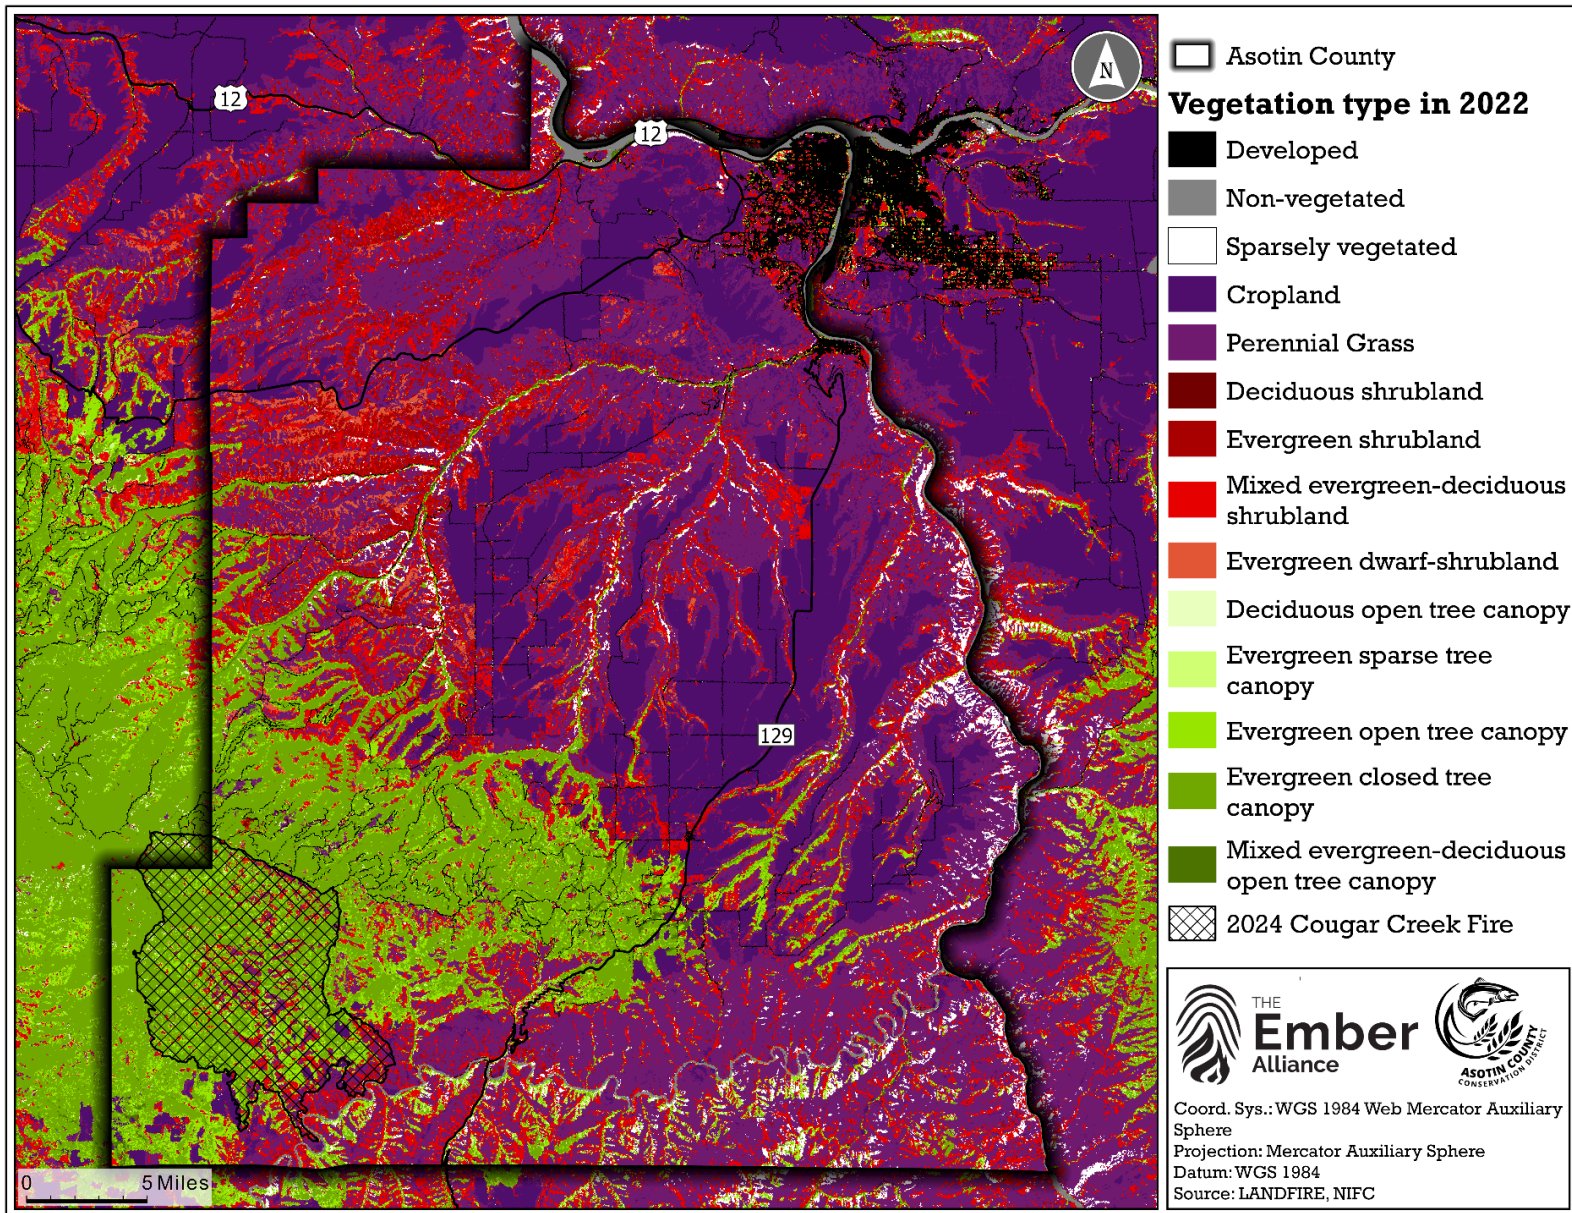 12
12
129
N
0 5 Miles
Asotin County
Vegetation type in 2022
Developed
Non-vegetated
Sparsely vegetated
Cropland
Perennial Grass
Deciduous shrubland
Evergreen shrubland
Mixed evergreen-deciduous
shrubland
Evergreen dwarf-shrubland
Deciduous open tree canopy
Evergreen sparse tree
canopy
Evergreen open tree canopy
Evergreen closed tree
canopy
Mixed evergreen-deciduous
open tree canopy
2024 Cougar Creek Fire
THE
Ember
Alliance
ASOTIN COUNTY
CONSERVATION DISTRICT
Coord. Sys.: WGS 1984 Web Mercator Auxiliary
Sphere
Projection: Mercator Auxiliary Sphere
Datum: WGS 1984
Source: LANDFIRE, NIFC